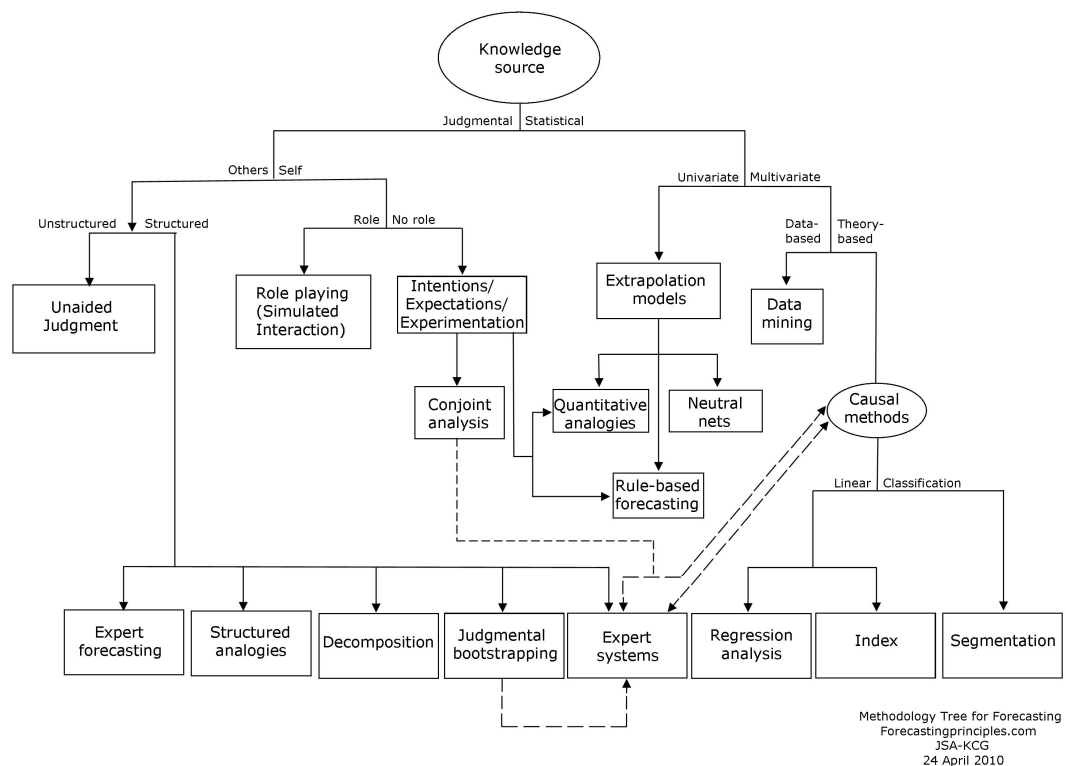 Knowledge
source
Judgmental Statistical
Others Self
Univariate Multivariate
Unstructured Structured
Role No role
Data-
based
Theory-
based
Unaided
Judgment
Role playing
(Simulated
Interaction)
Intentions/
Expectations/
Experimentation
Extrapolation
models
Data
mining
Conjoint
analysis
Quantitative
analogies
Neutral
nets
Causal
methods
Rule-based
forecasting
Linear Classification
Expert
forecasting
Structured
analogies
Decomposition
Judgmental
bootstrapping
Expert
systems
Regression
analysis
Index
Segmentation
Methodology Tree for Forecasting
Forecastingprinciples.com
JSA-KCG
24 April 2010